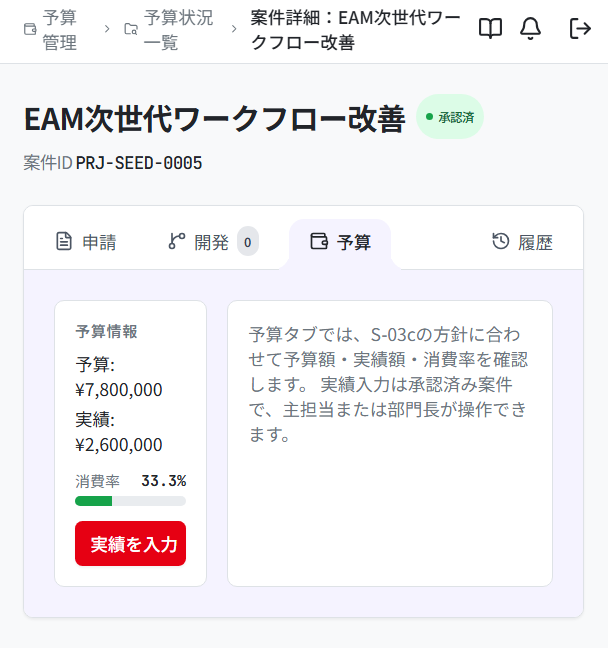 予算
管理
予算状況
一覧
案件詳細：EAM次世代ワー
クフロー改善
EAM次世代ワークフロー改善
承認済
案件ID PRJ-SEED-0005
申請
開発 0
予算
履歴
予算情報
予算:
¥7,800,000
実績:
¥2,600,000
消費率 33.3%
実績を入力
予算タブでは、S-03cの方針に合わ
せて予算額・実績額・消費率を確認
します。 実績入力は承認済み案件
で、主担当または部門長が操作でき
ます。